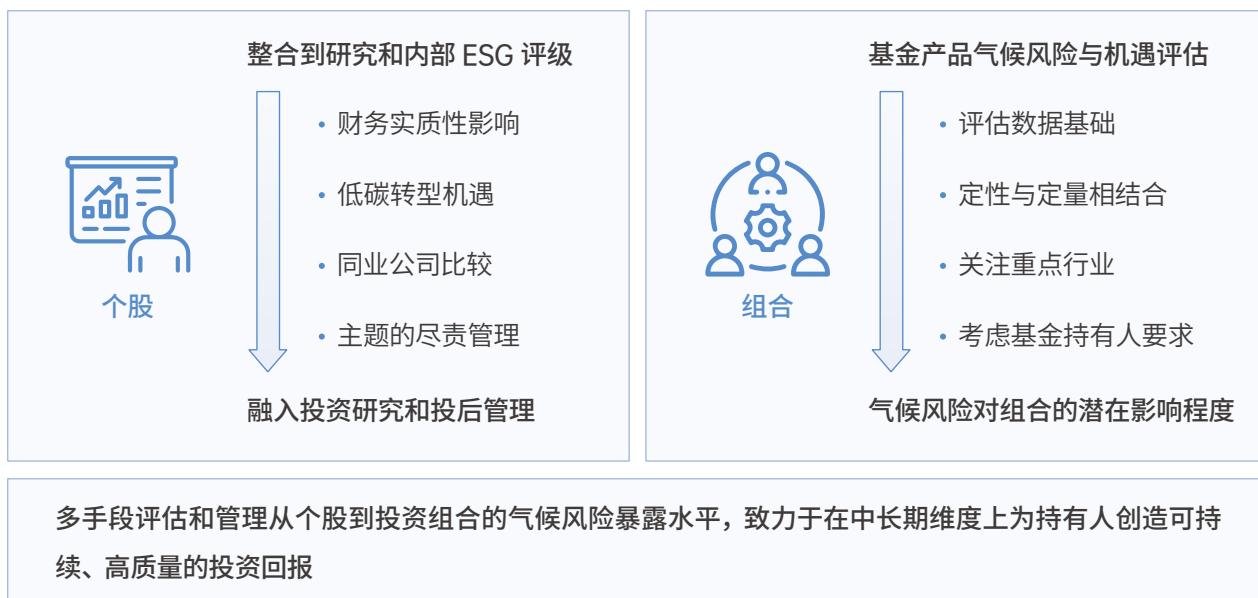 整合到研究和内部 ESG 评级
• 财务实质性影响
• 低碳转型机遇
• 同业公司比较
• 主题的尽责管理
个股
融入投资研究和投后管理
基金产品气候风险与机遇评估
• 评估数据基础
• 定性与定量相结合
• 关注重点行业
• 考虑基金持有人要求
组合
气候风险对组合的潜在影响程度
多手段评估和管理从个股到投资组合的气候风险暴露水平，致力于在中长期维度上为持有人创造可持
续、高质量的投资回报